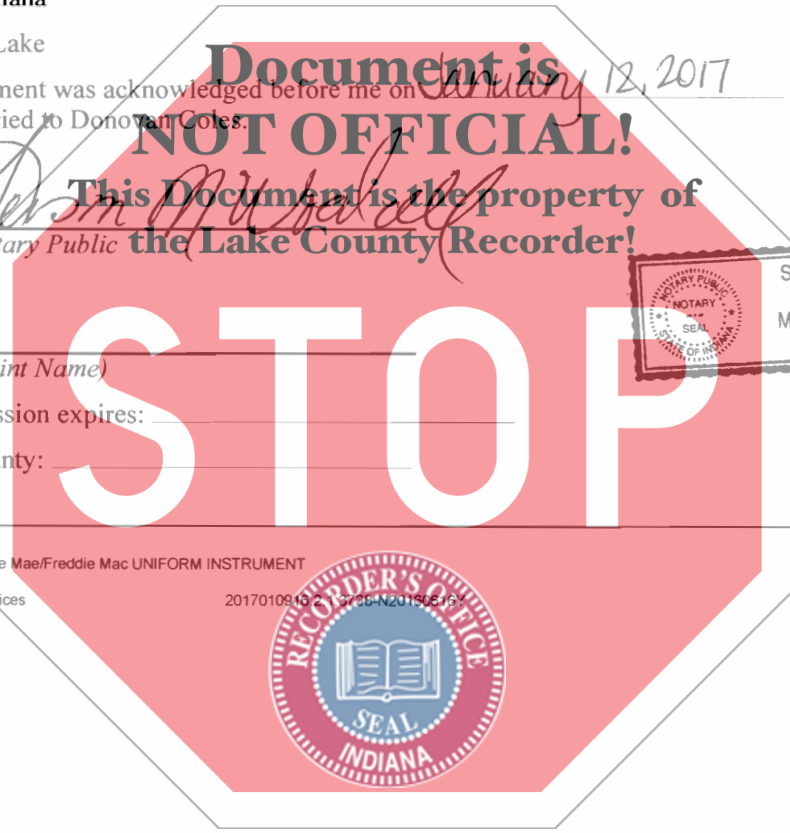 iana
Lake
Document is
ment was acknowledged before me on January 12, 2017
ried to Donovan Coles.
NOT OFFICIAL!
This Document is the property of
tary Public
the Lake County Recorder!
NOTARY PUBLIC
NOTARY
SEAL
STATE OF INDIANA
S
M
STOP
int Name)
ssion expires:
nty:
e Mae/Freddie Mac UNIFORM INSTRUMENT
ices
RECORDER'S OFFICE
SEAL
INDIANA